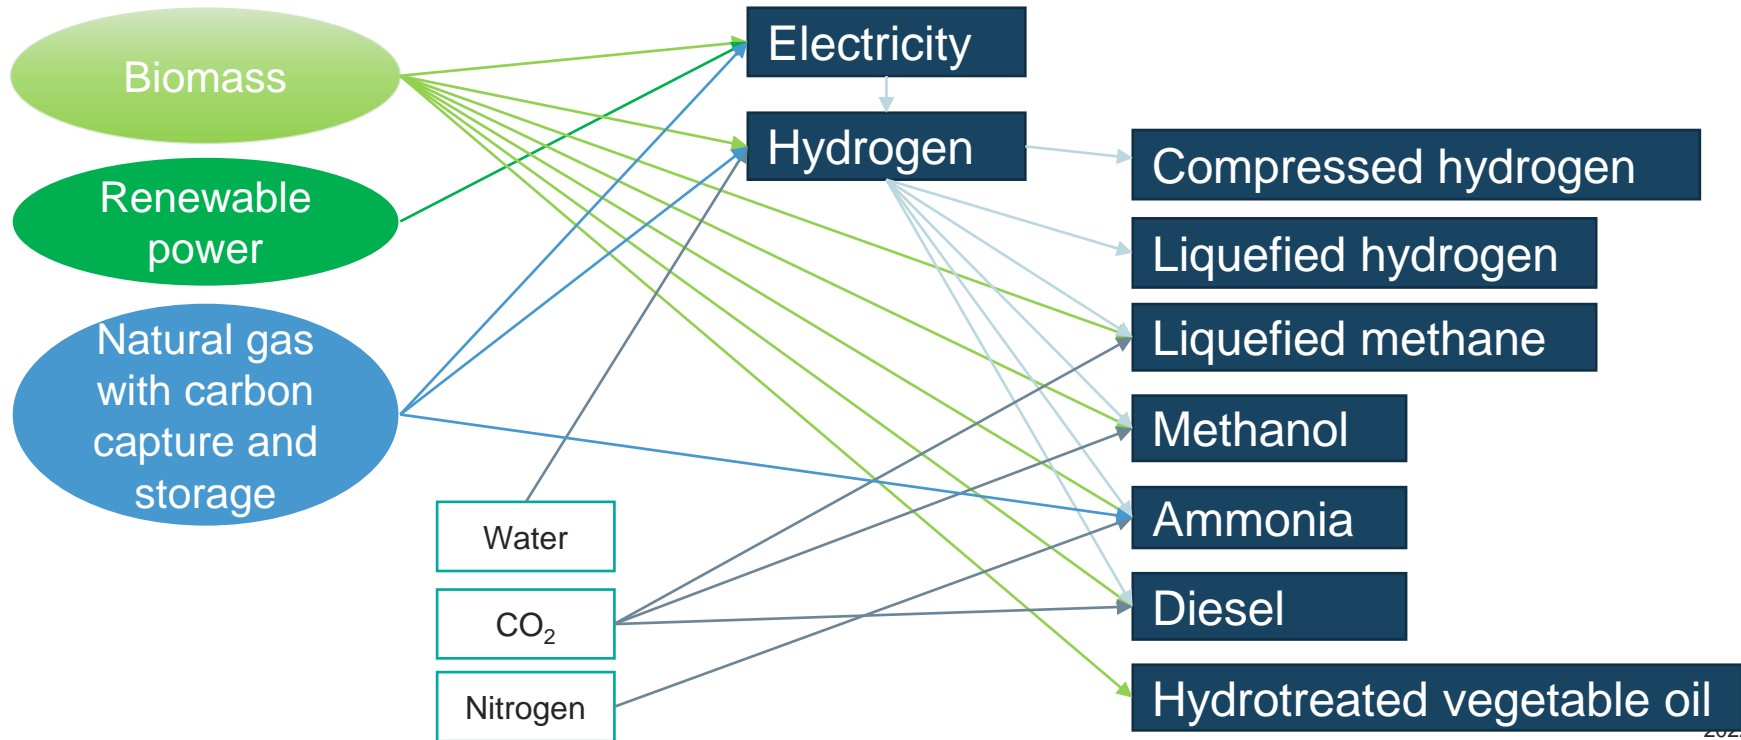 Biomass
Renewable
power
Natural gas
with carbon
capture and
storage
Water
CO₂
Nitrogen
Electricity
Hydrogen
Compressed hydrogen
Liquefied hydrogen
Liquefied methane
Methanol
Ammonia
Diesel
Hydrotreated vegetable oil